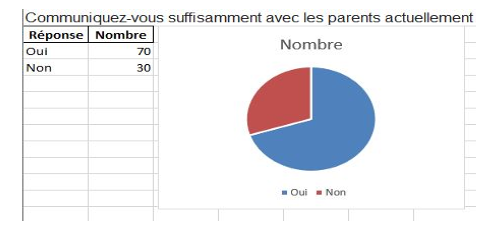 Communiquez-vous suffisamment avec les parents actuellement
Réponse Nombre
Oui 70
Non 30
Nombre
Oui Non